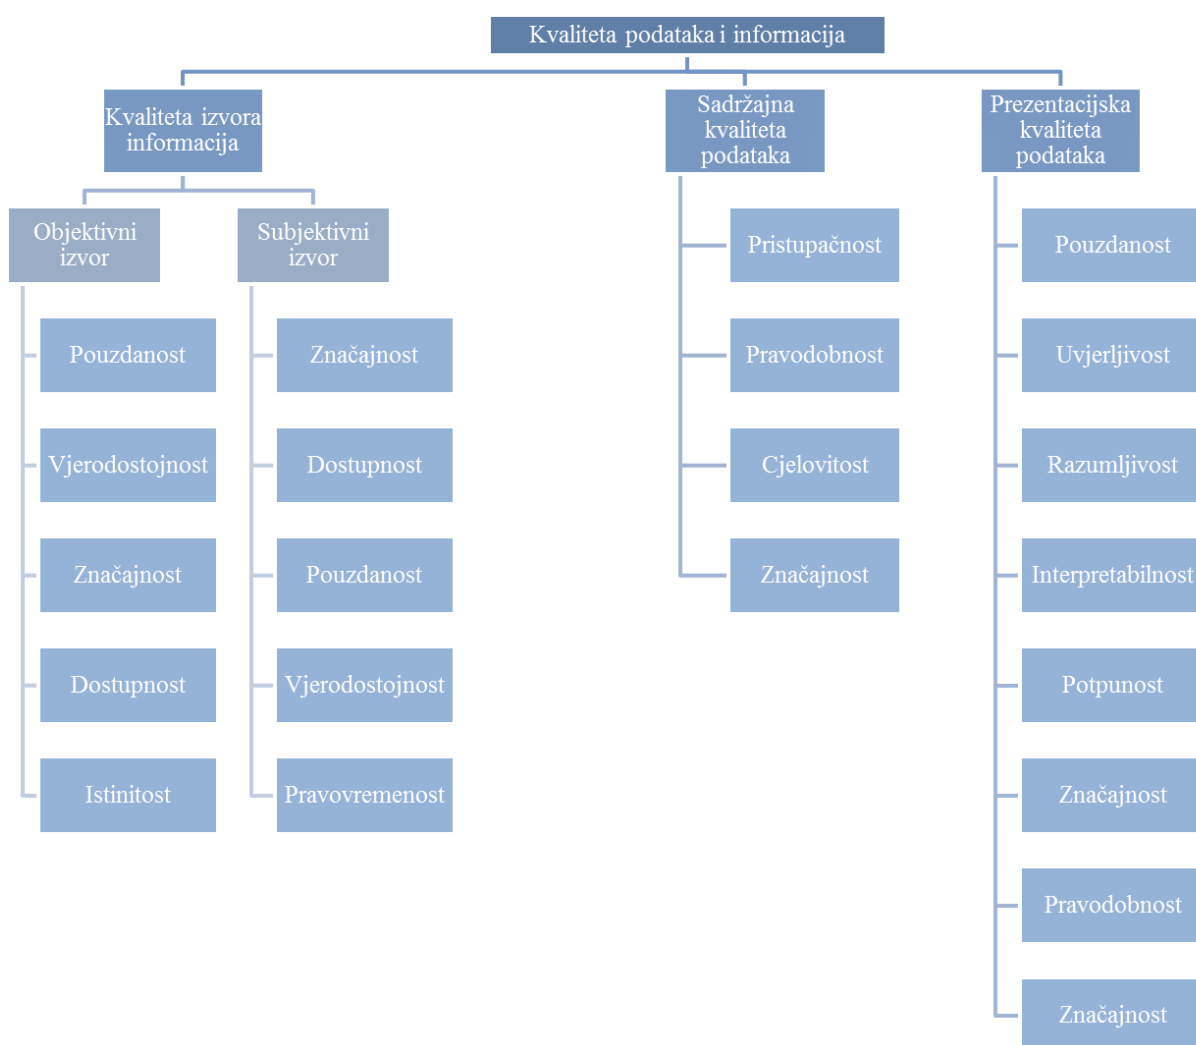 Kvaliteta podataka i informacija
Kvaliteta izvora
informacija
Objektivni
izvor
Pouzdanost
Vjerodostojnost
Značajnost
Dostupnost
Istinitost
Subjektivni
izvor
Značajnost
Dostupnost
Pouzdanost
Vjerodostojnost
Pravovremenost
Sadržajna
kvaliteta
podataka
Pristupačnost
Pravodobnost
Cjelovitost
Značajnost
Prezentacijska
kvaliteta
podataka
Pouzdanost
Uvjerljivost
Razumljivost
Interpretabilnost
Potpunost
Značajnost
Pravodobnost
Značajnost